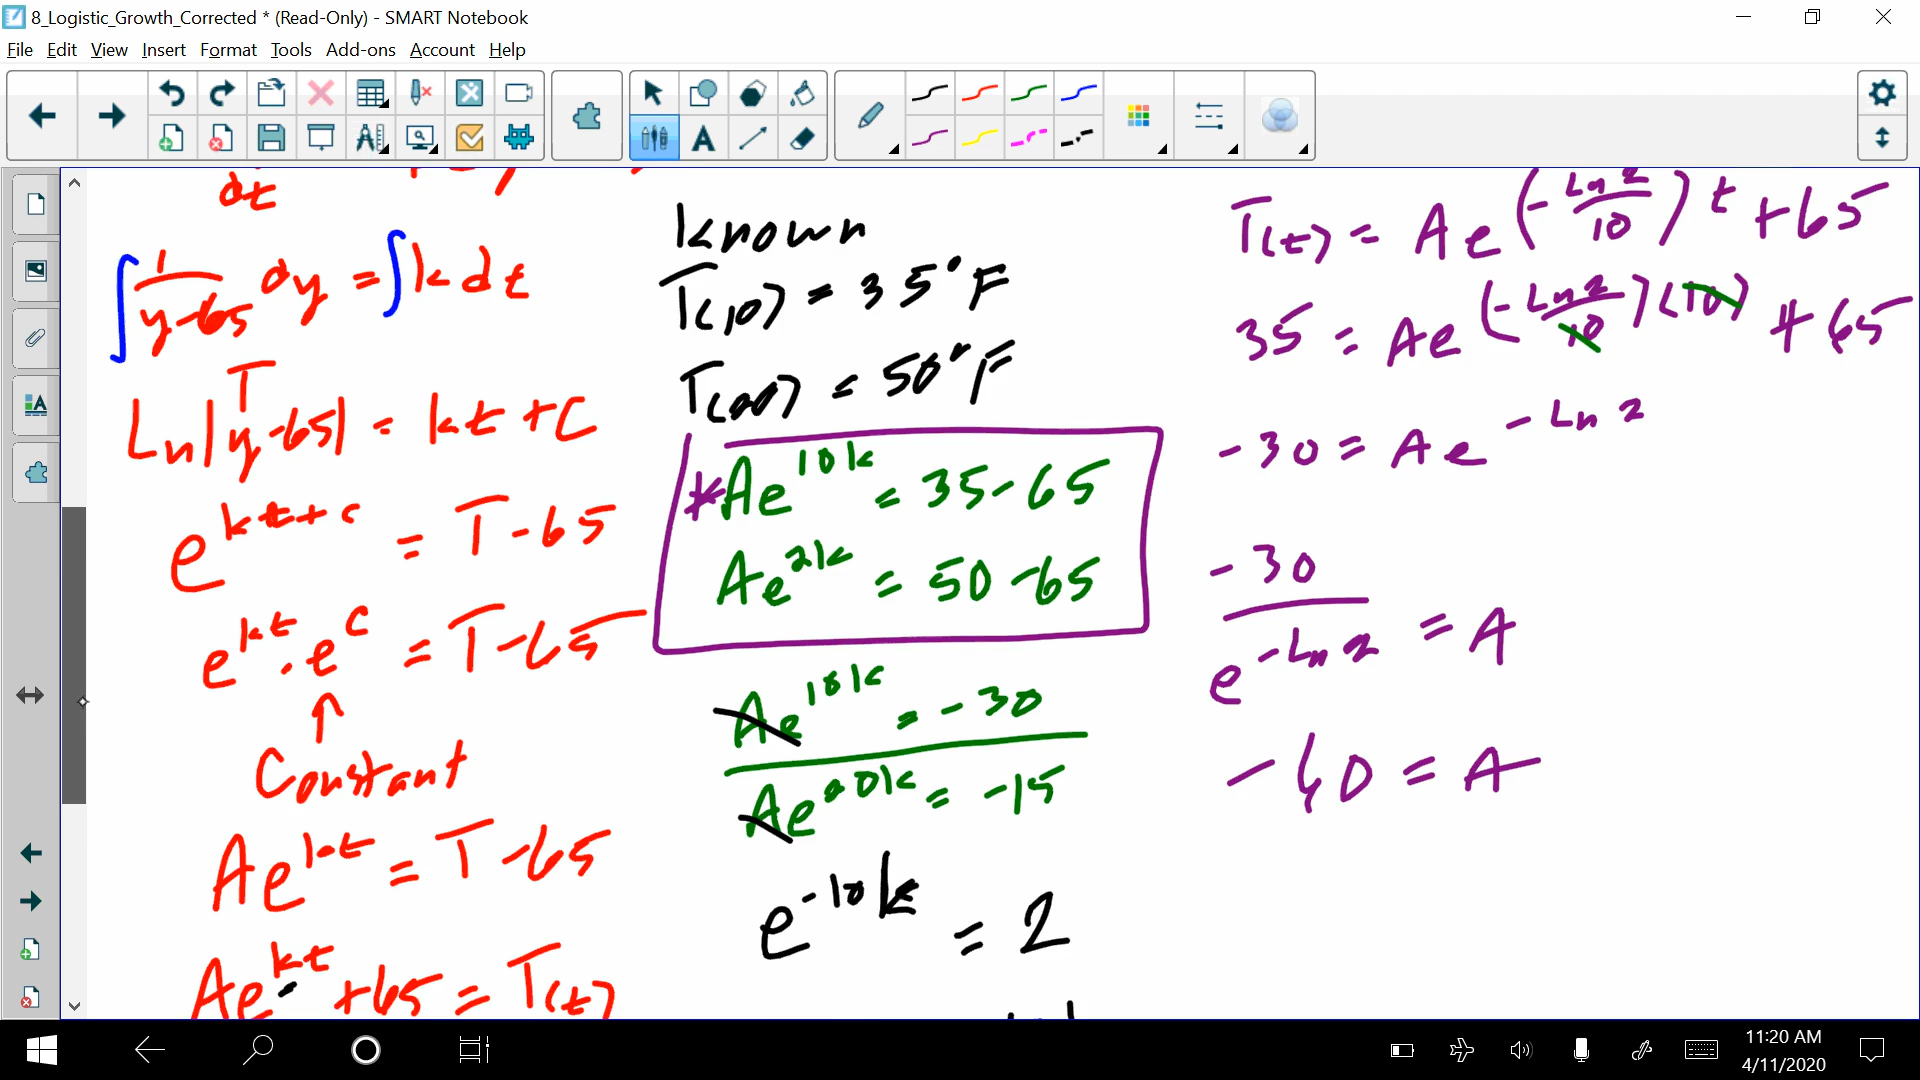 8_Logistic_Growth_Corrected * (Read-Only) - SMART Notebook
File Edit View Insert Format Tools Add-ons Account Help
dt
∫ 1/(y-65) dy = ∫ k dt
T
Ln|y-65| = kt + C
e^(kt+c) = T-65
e^(kt) · e^c = T-65
↑
Constant
Ae^(kt) = T-65
Ae^(kt) + 65 = T(t)
known
T(10) = 35°F
T(20) = 50°F
*Ae^(10k) = 35-65
Ae^(2k) = 50-65
Ae^(10k) = -30
Ae^(20k) = -15
e^(-10k) = 2
T(t) = Ae^(-Ln2/10)t + 65
35 = Ae^(-Ln2/10)(10) + 65
-30 = Ae^(-Ln2)
-30/e^(-Ln2) = A
-60 = A
11:20 AM
4/11/2020